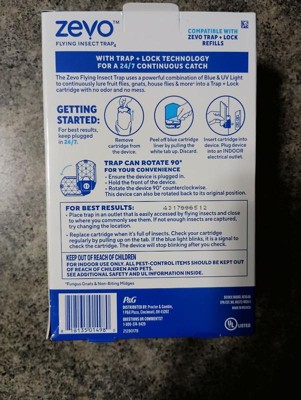 zevo™
FLYING INSECT TRAP
COMPATIBLE WITH
ZEVO TRAP + LOCK
REFILLS
WITH TRAP + LOCK TECHNOLOGY
FOR A 24/7 CONTINUOUS CATCH
The Zevo Flying Insect Trap uses a powerful combination of Blue & UV Light
to continuously lure fruit flies, gnats, house flies & more* into a Trap + Lock
cartridge with no odor and no mess.
GETTING
STARTED:
For best results,
keep plugged
in 24/7.
Remove
cartridge from
the device.
Peel off blue cartridge
liner by pulling the
white tab up. Discard.
Insert cartridge into
device. Plug device
into an INDOOR
electrical outlet.
TRAP CAN ROTATE 90°
FOR YOUR CONVENIENCE
- Ensure the device is plugged in.
- Hold the front of the device.
- Rotate the device 90° counterclockwise.
This device can also be rotated back to its original position.
FOR BEST RESULTS:
• Place trap in an outlet that is easily accessed by flying insects and close
to where you commonly see them. If not enough insects are captured,
try changing the location.
• Replace cartridge when it's full of insects. Check your cartridge
regularly by pulling up on the tab. If the blue light blinks, it is a signal to
check the cartridge. The device will stop blinking after you check.
KEEP OUT OF REACH OF CHILDREN
FOR INDOOR USE ONLY. ALL PEST-CONTROL ITEMS SHOULD BE KEPT
OUT OF REACH OF CHILDREN AND PETS.
SEE ADDITIONAL SAFETY AND UL INFORMATION INSIDE.
*Fungus Gnats & Non-Biting Midges
P&G
DISTR. BY Procter & Gamble,
1 P&G Plaza, Cincinnati, OH 45202
QUESTIONS OR COMMENTS?
UL
LISTED